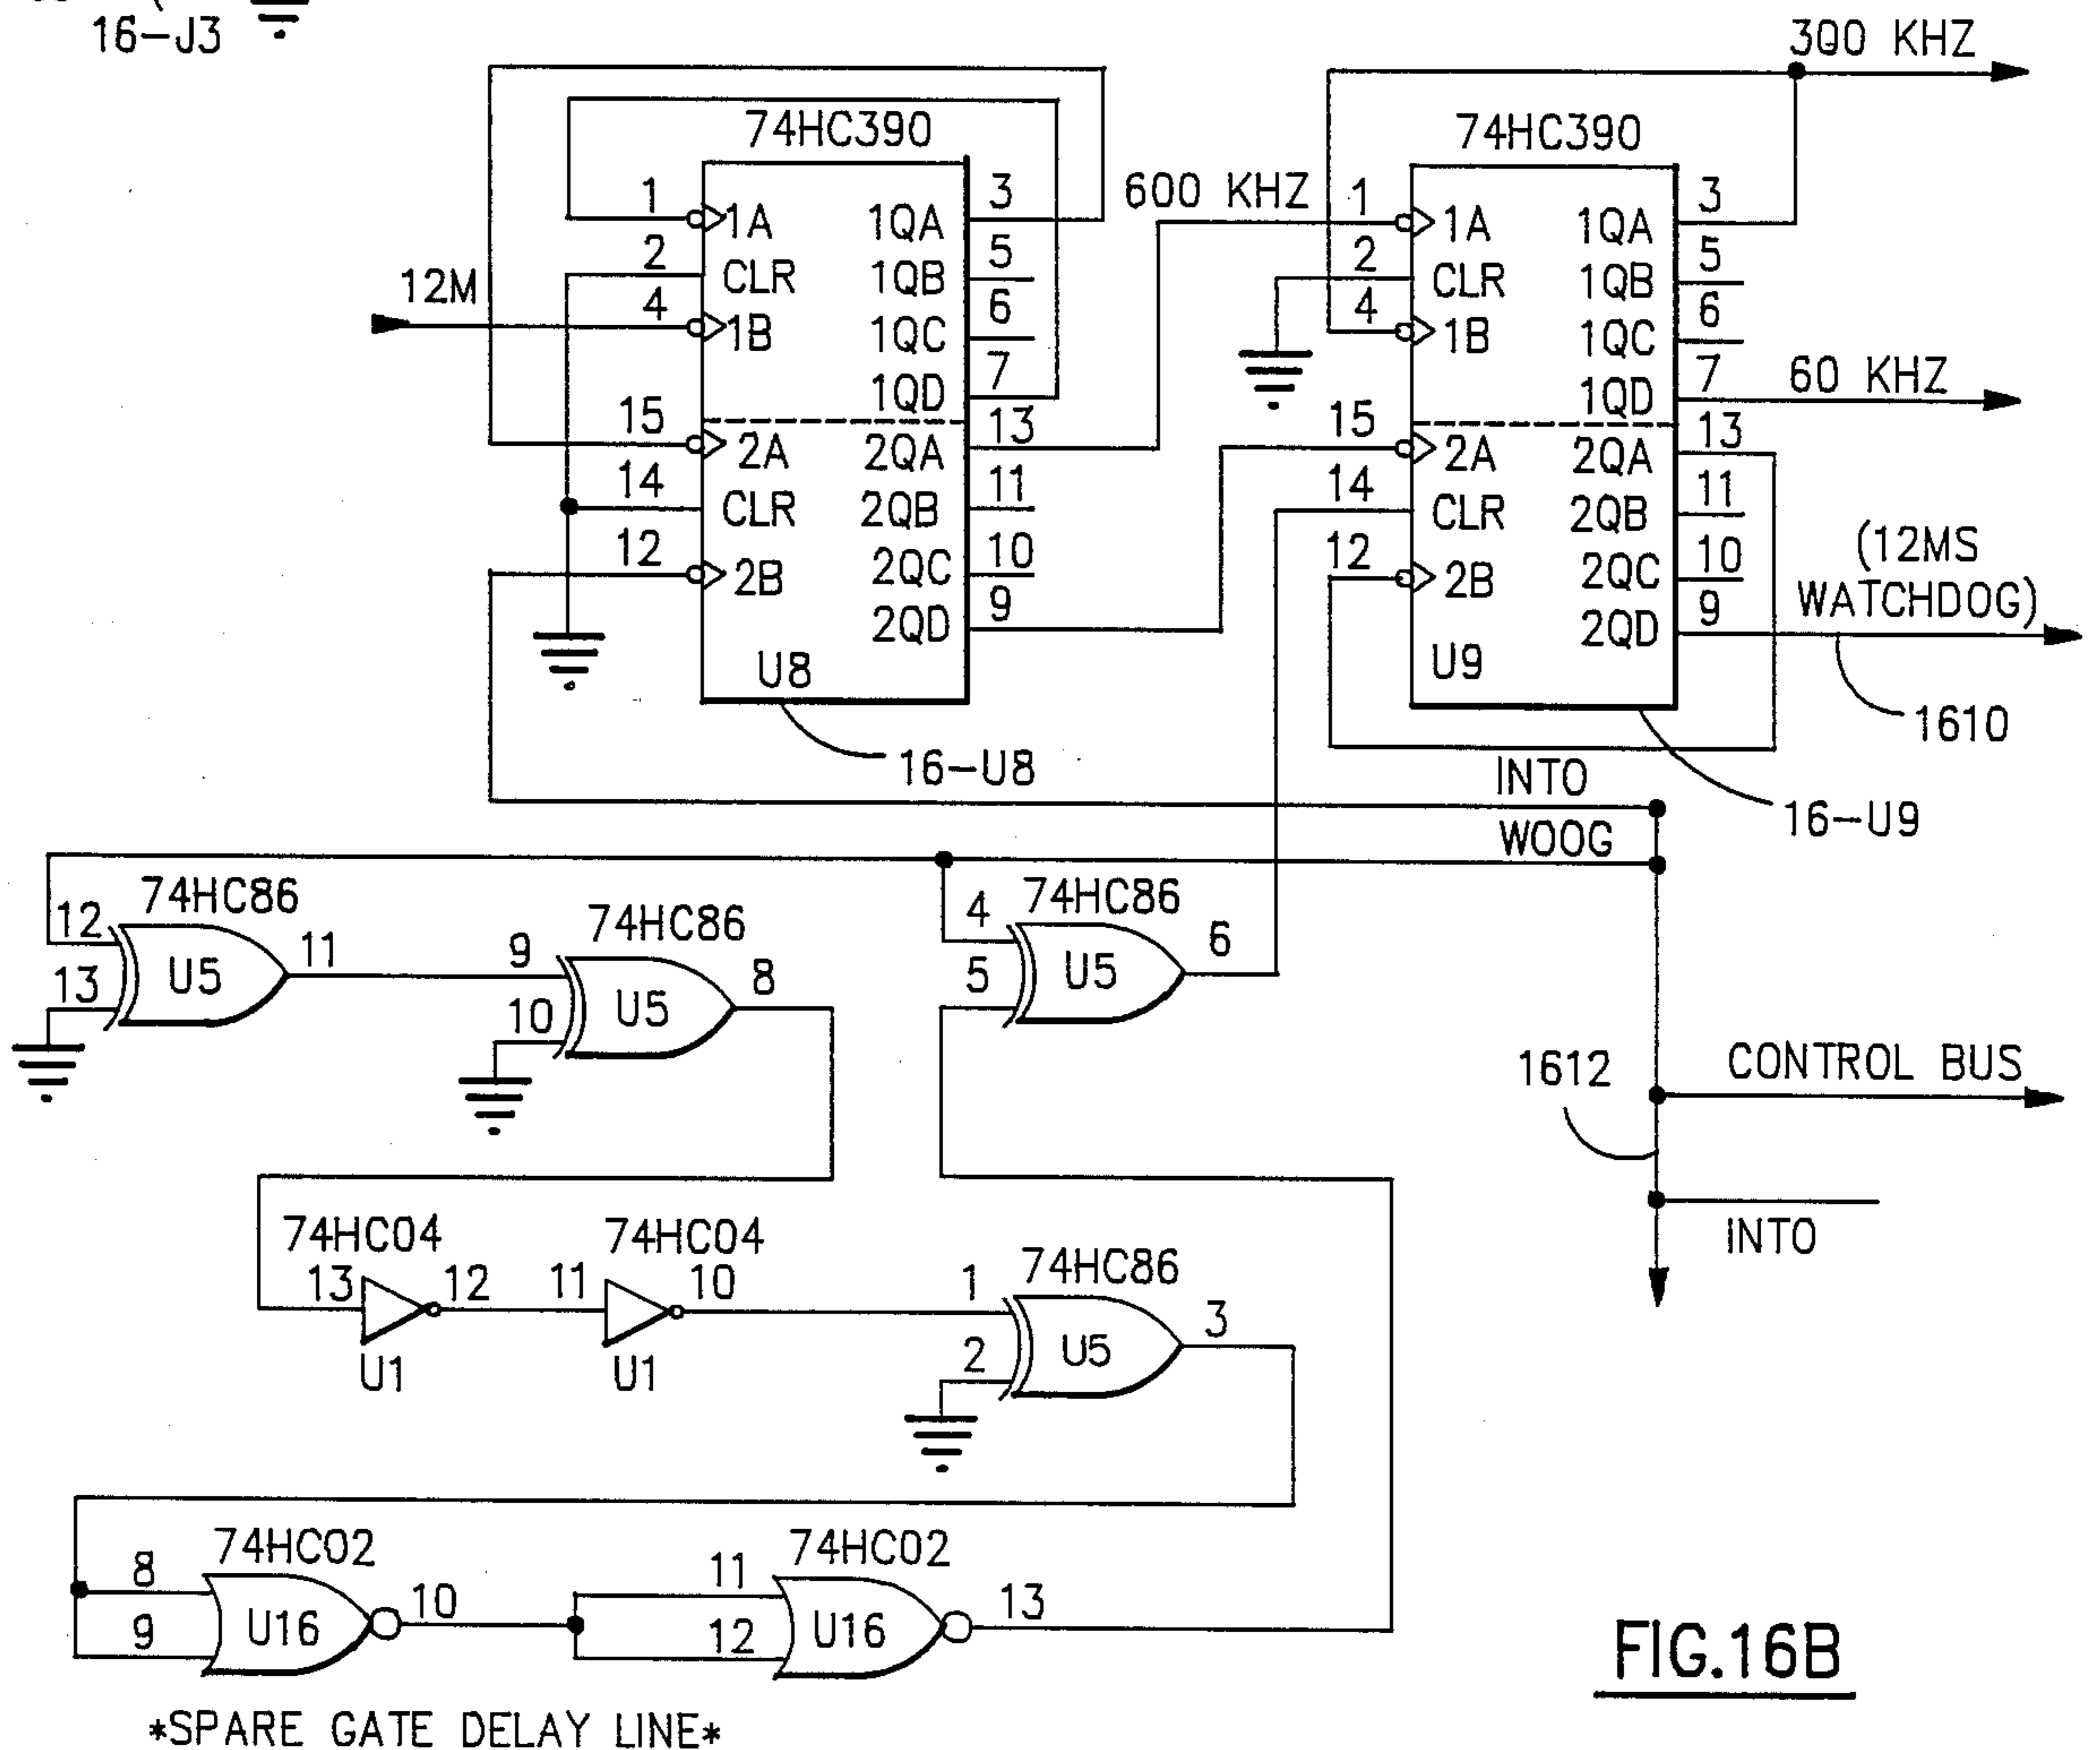 16-J3
300 KHZ
74HC390
74HC390
1
1A
1QA
3
600 KHZ
1
1A
1QA
3
2
CLR
1QB
5
2
CLR
1QB
5
12M
4
1B
1QC
6
4
1B
1QC
6
1QD
7
1QD
7
60 KHZ
15
2A
2QA
13
15
2A
2QA
13
14
CLR
2QB
11
14
CLR
2QB
11
12
2B
2QC
10
12
2B
2QC
10
(12MS
WATCHDOG)
2QD
9
2QD
9
U8
U9
1610
16-U8
INTO
16-U9
WOOG
74HC86
74HC86
74HC86
12
13
U5
11
9
10
U5
8
4
5
U5
6
1612
CONTROL BUS
INTO
74HC04
74HC04
74HC86
13
12
11
10
1
2
U5
3
U1
U1
74HC02
74HC02
8
9
U16
10
11
12
U16
13
FIG.16B
*SPARE GATE DELAY LINE*